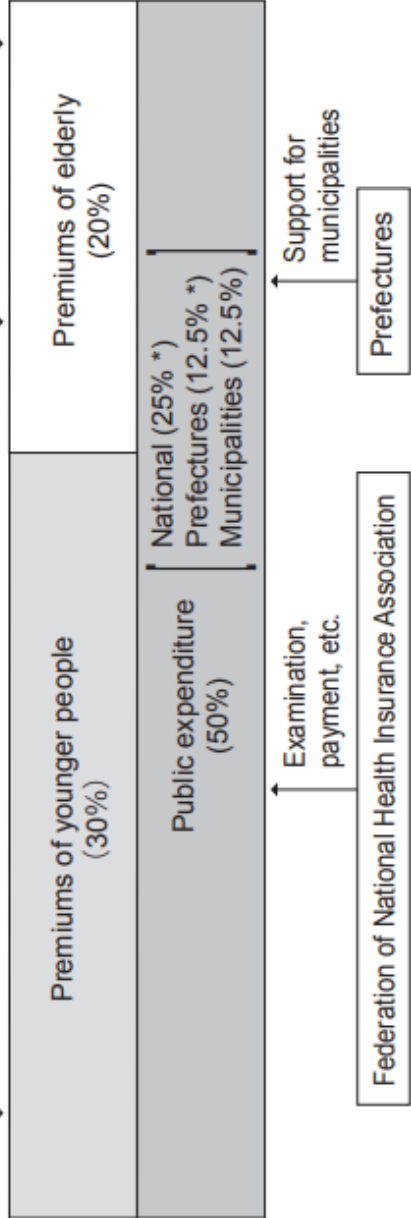 Premiums of younger people
(30%)
Premiums of elderly
(20%)
Public expenditure
(50%)
National (25% *)
Prefectures (12.5% *)
Municipalities (12.5%)
Examination,
payment, etc.
Support for
municipalities
Federation of National Health Insurance Association
Prefectures